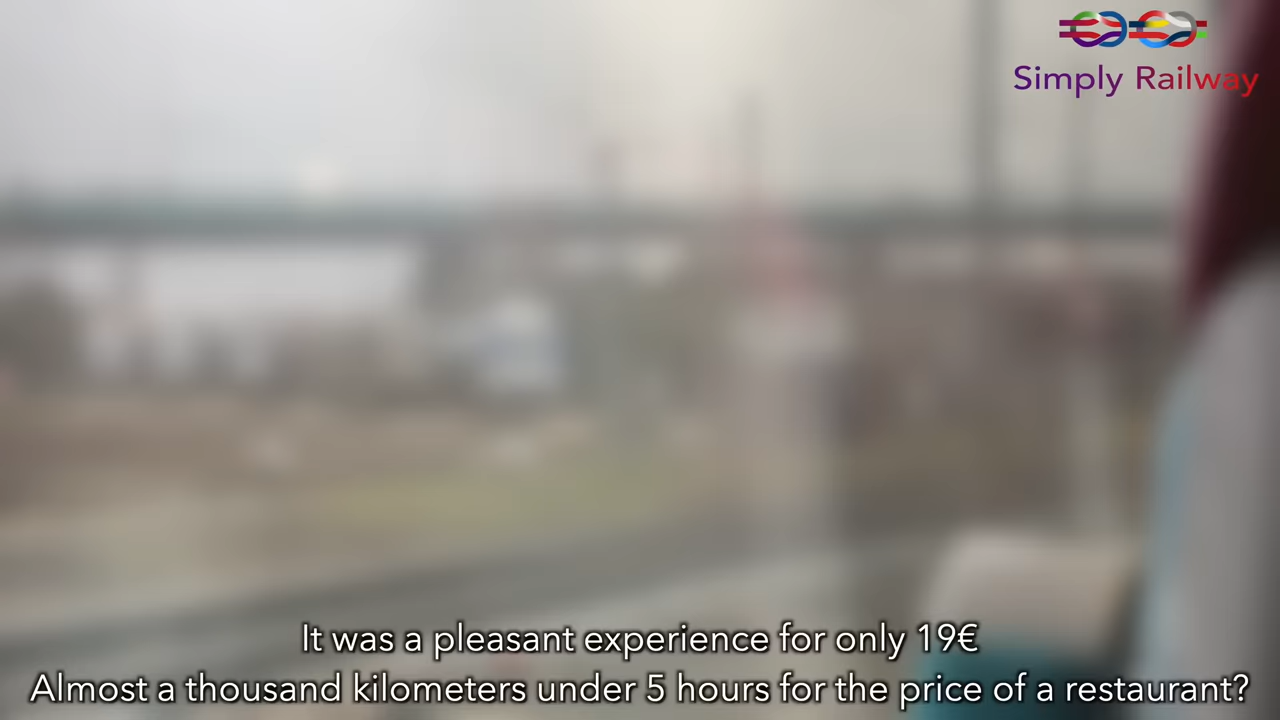 Simply Railway
It was a pleasant experience for only 19€
Almost a thousand kilometers under 5 hours for the price of a restaurant?